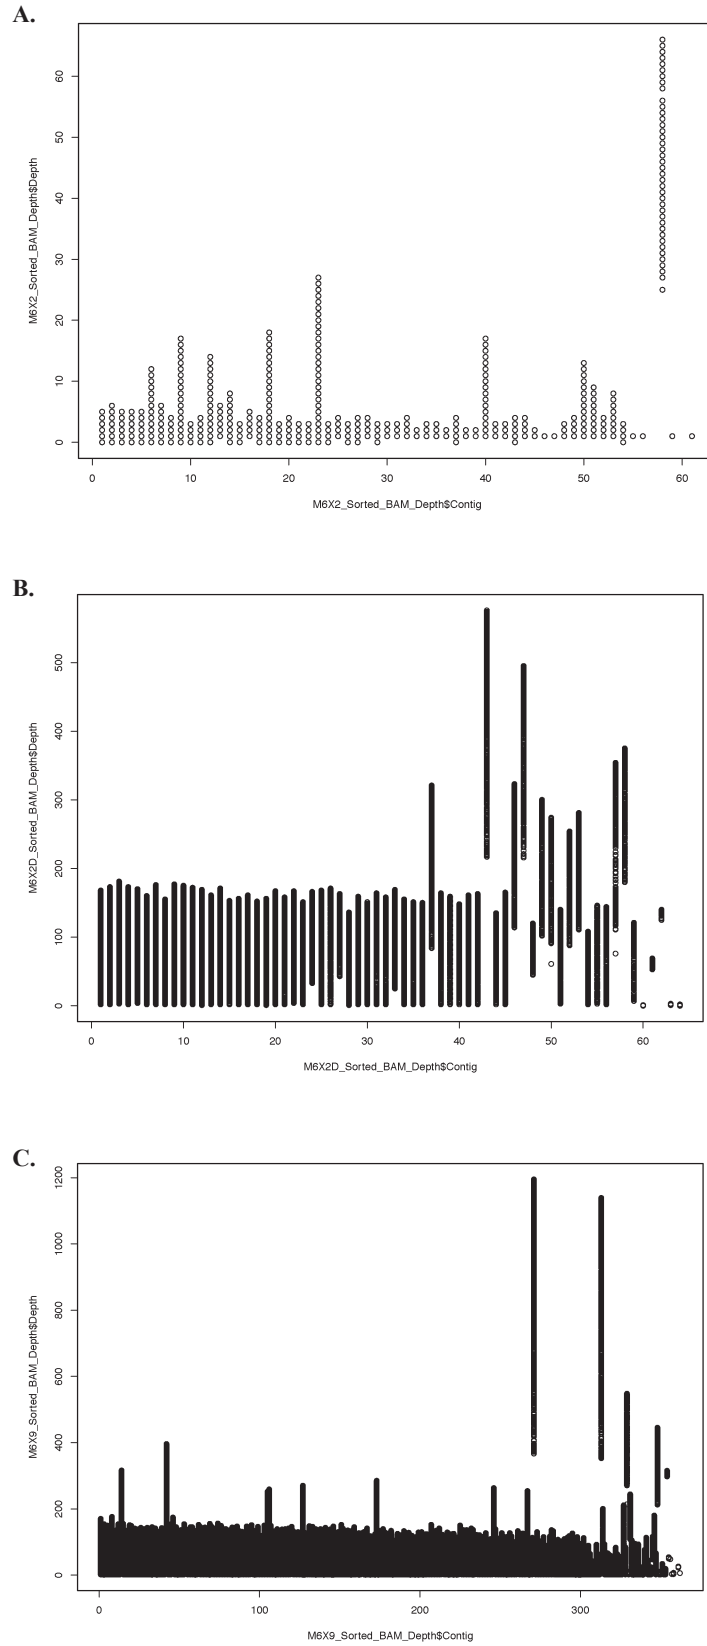 A.
60
50
40
30
20
10
0
M6X2_Sorted_BAM_Depth$Depth
0 10 20 30 40 50 60
M6X2_Sorted_BAM_Depth$Contig
B.
500
400
300
200
100
0
M6X2D_Sorted_BAM_Depth$Depth
0 10 20 30 40 50 60
M6X2D_Sorted_BAM_Depth$Contig
C.
1200
1000
800
600
400
200
0
M6X9_Sorted_BAM_Depth$Depth
0 100 200 300
M6X9_Sorted_BAM_Depth$Contig